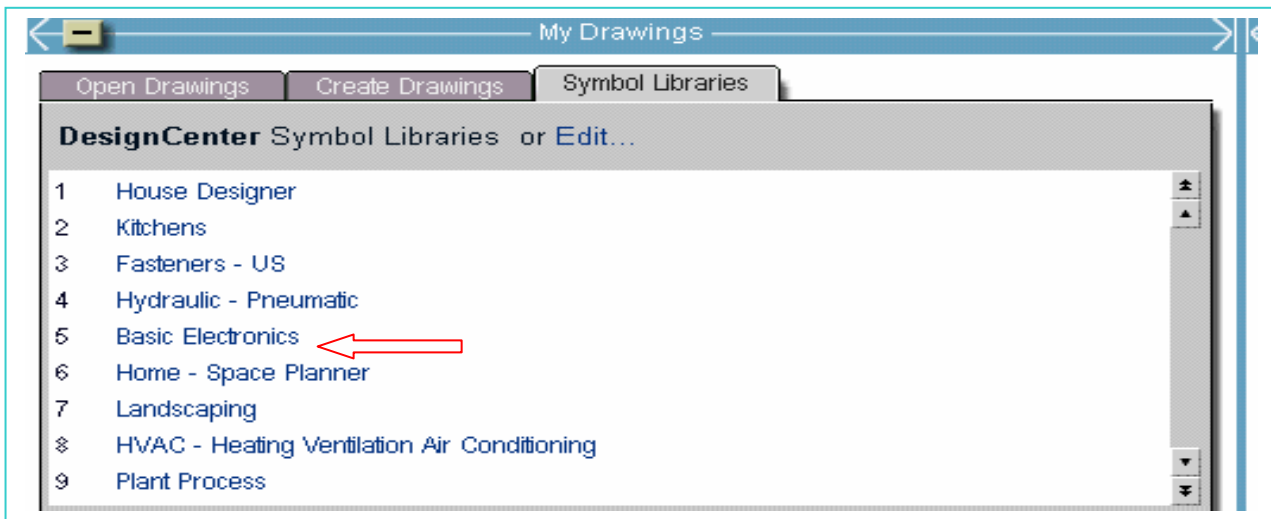 My Drawings
Open Drawings Create Drawings Symbol Libraries
DesignCenter Symbol Libraries or Edit...
1 House Designer
2 Kitchens
3 Fasteners - US
4 Hydraulic - Pneumatic
5 Basic Electronics
6 Home - Space Planner
7 Landscaping
8 HVAC - Heating Ventilation Air Conditioning
9 Plant Process